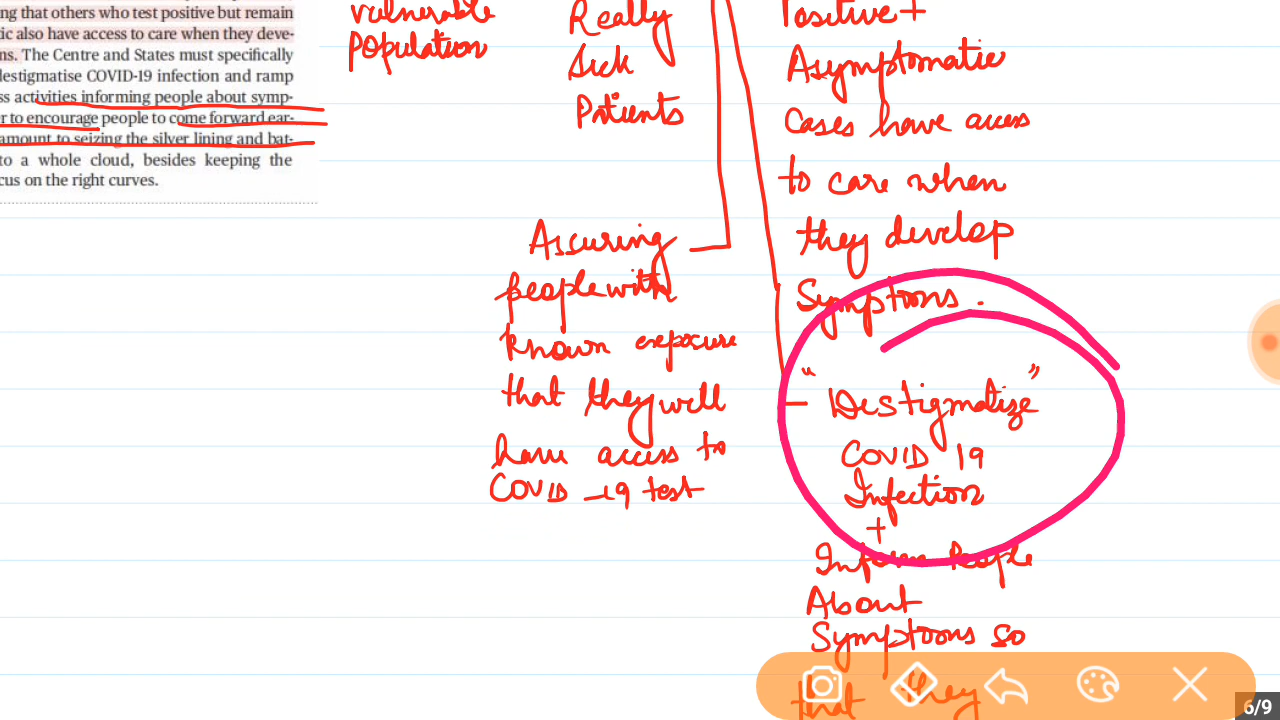 ng that others who test positive but remain
tic also have access to care when they deve-
ns. The Centre and States must specifically
destigmatise COVID-19 infection and ramp
ss activities informing people about symp-
r to encourage people to come forward ear-
amount to seizing the silver lining and bat-
to a whole cloud, besides keeping the
cus on the right curves.
vulnerable
Population
Really
Sick
Patients
Assuring
people with
known exposure
that they will
have access to
COVID -19 test
Positive +
Asymptomatic
Cases have access
to care when
they develop
Symptoms.
- "Destigmatize"
COVID 19
Infection
+
Inform People
About
Symptoms so
that they
6/9